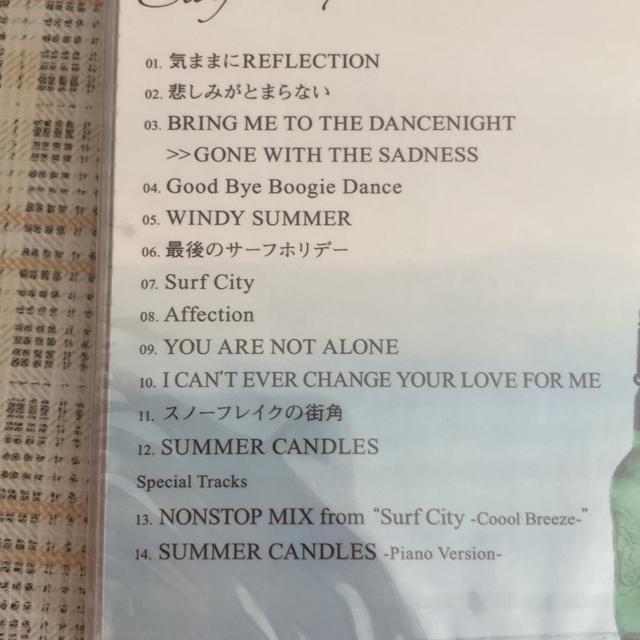 01. 気ままにREFLECTION
02. 悲しみがとまらない
03. BRING ME TO THE DANCENIGHT
>>GONE WITH THE SADNESS
04. Good Bye Boogie Dance
05. WINDY SUMMER
06. 最後のサーフホリデー
07. Surf City
08. Affection
09. YOU ARE NOT ALONE
10. I CAN'T EVER CHANGE YOUR LOVE FOR ME
11. スノーフレイクの街角
12. SUMMER CANDLES
Special Tracks
13. NONSTOP MIX from “Surf City -Coool Breeze-”
14. SUMMER CANDLES -Piano Version-